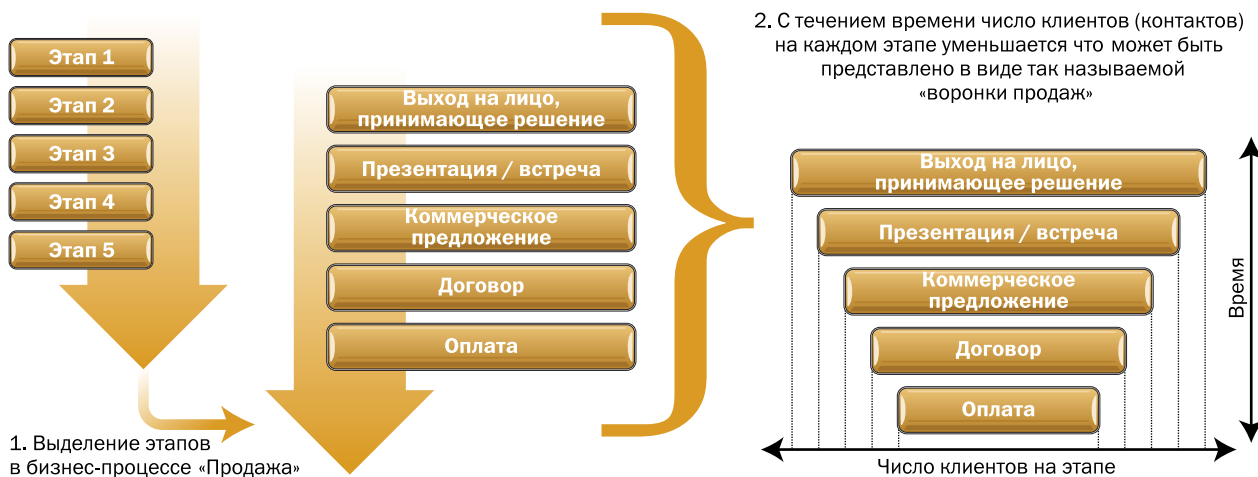 Этап 1
Этап 2
Этап 3
Этап 4
Этап 5
1. Выделение этапов
в бизнес-процессе «Продажа»
Выход на лицо,
принимающее решение
Презентация / встреча
Коммерческое
предложение
Договор
Оплата
2. С течением времени число клиентов (контактов)
на каждом этапе уменьшается что может быть
представлено в виде так называемой
«воронки продаж»
Выход на лицо,
принимающее решение
Презентация / встреча
Коммерческое
предложение
Договор
Оплата
Время
Число клиентов на этапе